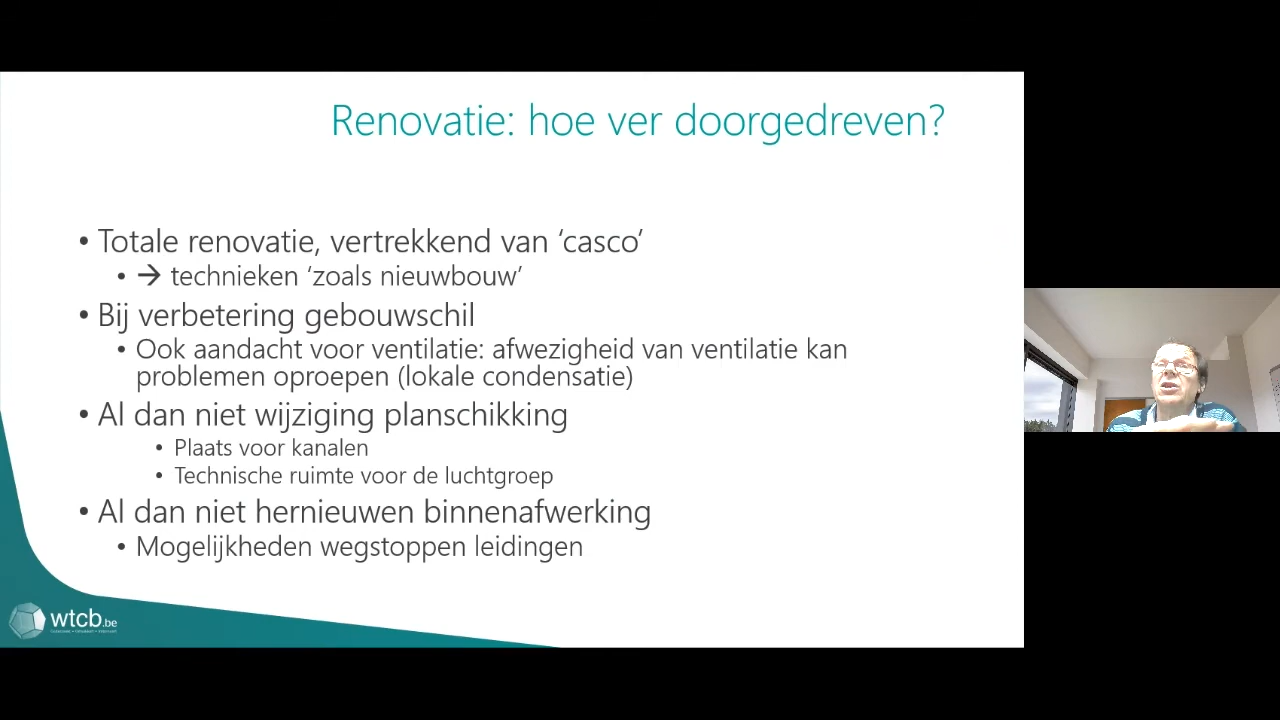 Renovatie: hoe ver doorgedreven?
• Totale renovatie, vertrekkend van ‘casco’
• → technieken ‘zoals nieuwbouw’
• Bij verbetering gebouwschil
• Ook aandacht voor ventilatie: afwezigheid van ventilatie kan
problemen oproepen (lokale condensatie)
• Al dan niet wijziging planschikking
• Plaats voor kanalen
• Technische ruimte voor de luchtgroep
• Al dan niet hernieuwen binnenafwerking
• Mogelijkheden wegstoppen leidingen
wtcb.be